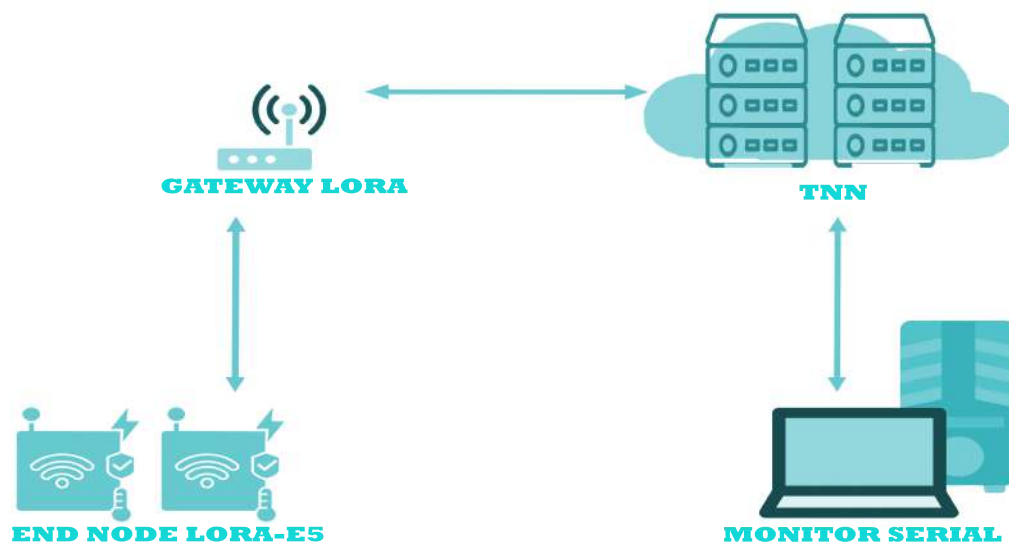 GATEWAY LORA
TNN
END NODE LORA-E5
MONITOR SERIAL